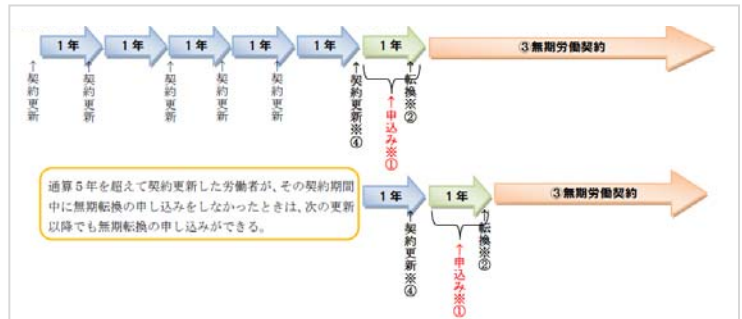 1年
1年
1年
1年
1年
1年
③無期労働契約
↑契約更新
↑契約更新
↑契約更新
↑契約更新
↑契約更新
↑契約更新※④
↑転換※②
↑申込み※①
通算5年を超えて契約更新した労働者が、その契約期間
中に無期転換の申し込みをしなかったときは、次の更新
以降でも無期転換の申し込みができる。
1年
1年
③無期労働契約
↑契約更新※④
↑転換※②
↑申込み※①